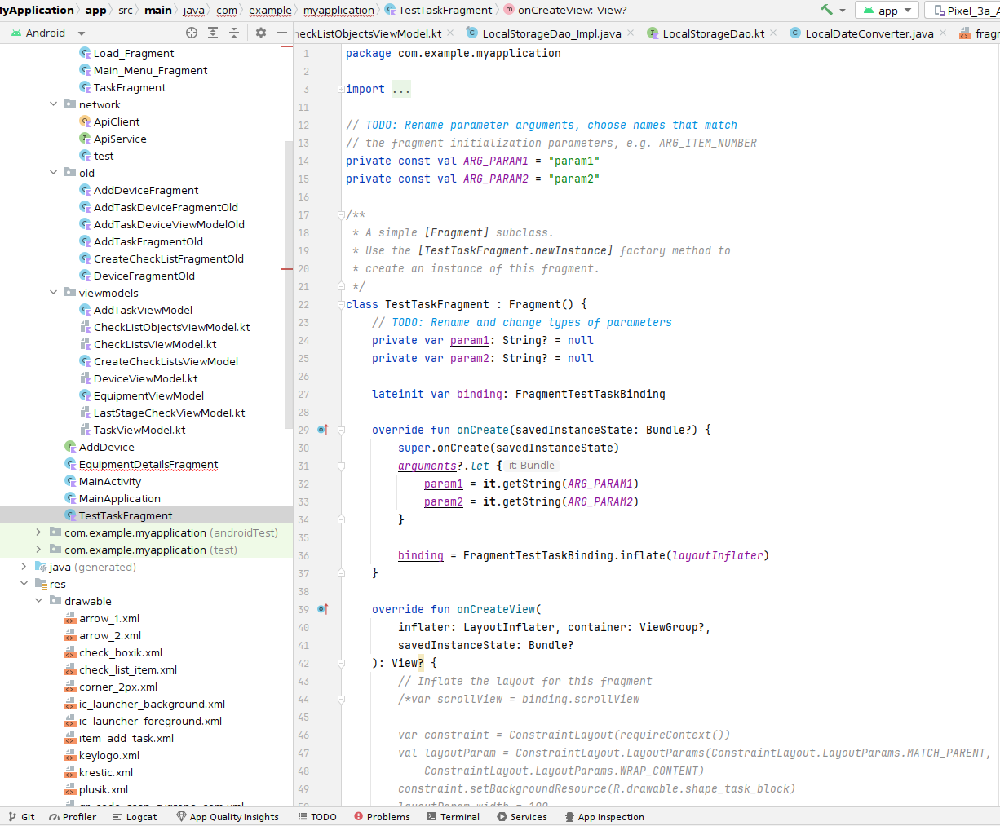 MyApplication app src main java com example myapplication TestTaskFragment onCreateView: View? app Pixel_3a_A
Android
heckListObjectsViewModel.kt LocalStorageDao_Impl.java LocalStorageDao.kt LocalDateConverter.java fragm
Load_Fragment
Main_Menu_Fragment
TaskFragment
network
ApiClient
ApiService
test
old
AddDeviceFragment
AddTaskDeviceFragmentOld
AddTaskDeviceViewModelOld
AddTaskFragmentOld
CreateCheckListFragmentOld
DeviceFragmentOld
viewmodels
AddTaskViewModel
CheckListObjectsViewModel.kt
CheckListsViewModel.kt
CreateCheckListsViewModel
DeviceViewModel.kt
EquipmentViewModel
LastStageCheckViewModel.kt
TaskViewModel.kt
AddDevice
EquipmentDetailsFragment
MainActivity
MainApplication
TestTaskFragment
com.example.myapplication (androidTest)
com.example.myapplication (test)
java (generated)
res
drawable
arrow_1.xml
arrow_2.xml
check_boxik.xml
check_list_item.xml
corner_2px.xml
ic_launcher_background.xml
ic_launcher_foreground.xml
item_add_task.xml
keylogo.xml
krestic.xml
plusik.xml
1 package com.example.myapplication
2
3 import ...
11
12 // TODO: Rename parameter arguments, choose names that match
13 // the fragment initialization parameters, e.g. ARG_ITEM_NUMBER
14 private const val ARG_PARAM1 = "param1"
15 private const val ARG_PARAM2 = "param2"
16
17 /**
18 * A simple [Fragment] subclass.
19 * Use the [TestTaskFragment.newInstance] factory method to
20 * create an instance of this fragment.
21 */
22 class TestTaskFragment : Fragment() {
23 // TODO: Rename and change types of parameters
24 private var param1: String? = null
25 private var param2: String? = null
26
27 lateinit var binding: FragmentTestTaskBinding
28
29 override fun onCreate(savedInstanceState: Bundle?) {
30 super.onCreate(savedInstanceState)
31 arguments?.let { it: Bundle
32 param1 = it.getString(ARG_PARAM1)
33 param2 = it.getString(ARG_PARAM2)
34 }
35
36 binding = FragmentTestTaskBinding.inflate(layoutInflater)
37 }
38
39 override fun onCreateView(
40 inflater: LayoutInflater, container: ViewGroup?,
41 savedInstanceState: Bundle?
42 ): View? {
43 // Inflate the layout for this fragment
44 /*var scrollView = binding.scrollView
45
46 var constraint = ConstraintLayout(requireContext())
47 val layoutParam = ConstraintLayout.LayoutParams(ConstraintLayout.LayoutParams.MATCH_PARENT,
48 ConstraintLayout.LayoutParams.WRAP_CONTENT)
49 constraint.setBackgroundResource(R.drawable.shape_task_block)
layoutParam.width = 100
Git Profiler Logcat App Quality Insights TODO Problems Terminal Services App Inspection